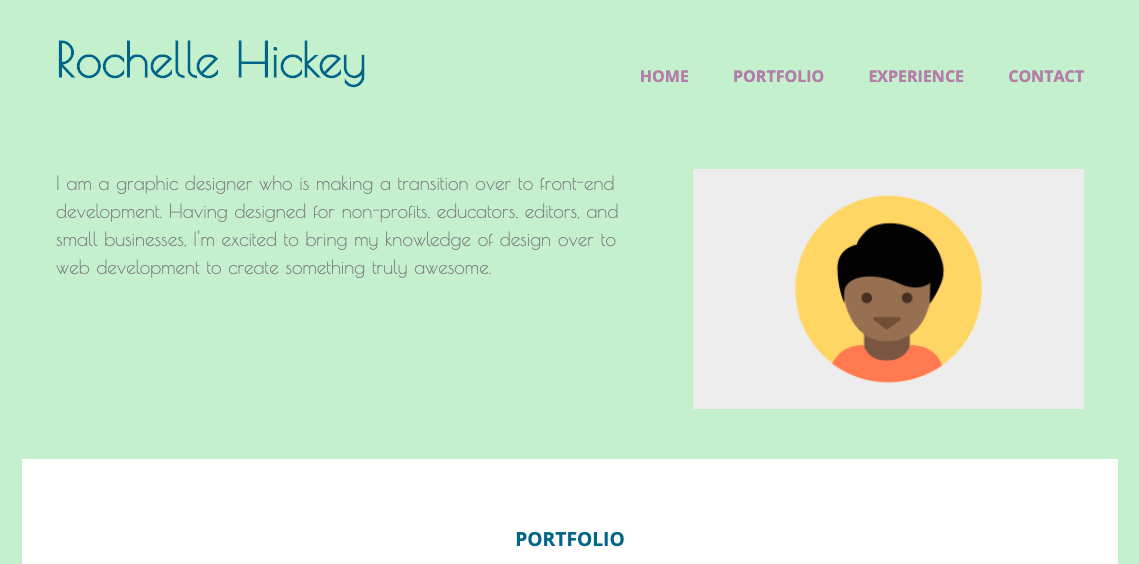 Rochelle Hickey
HOME PORTFOLIO EXPERIENCE CONTACT
I am a graphic designer who is making a transition over to front-end
development. Having designed for non-profits, educators, editors, and
small businesses, I'm excited to bring my knowledge of design over to
web development to create something truly awesome.
PORTFOLIO